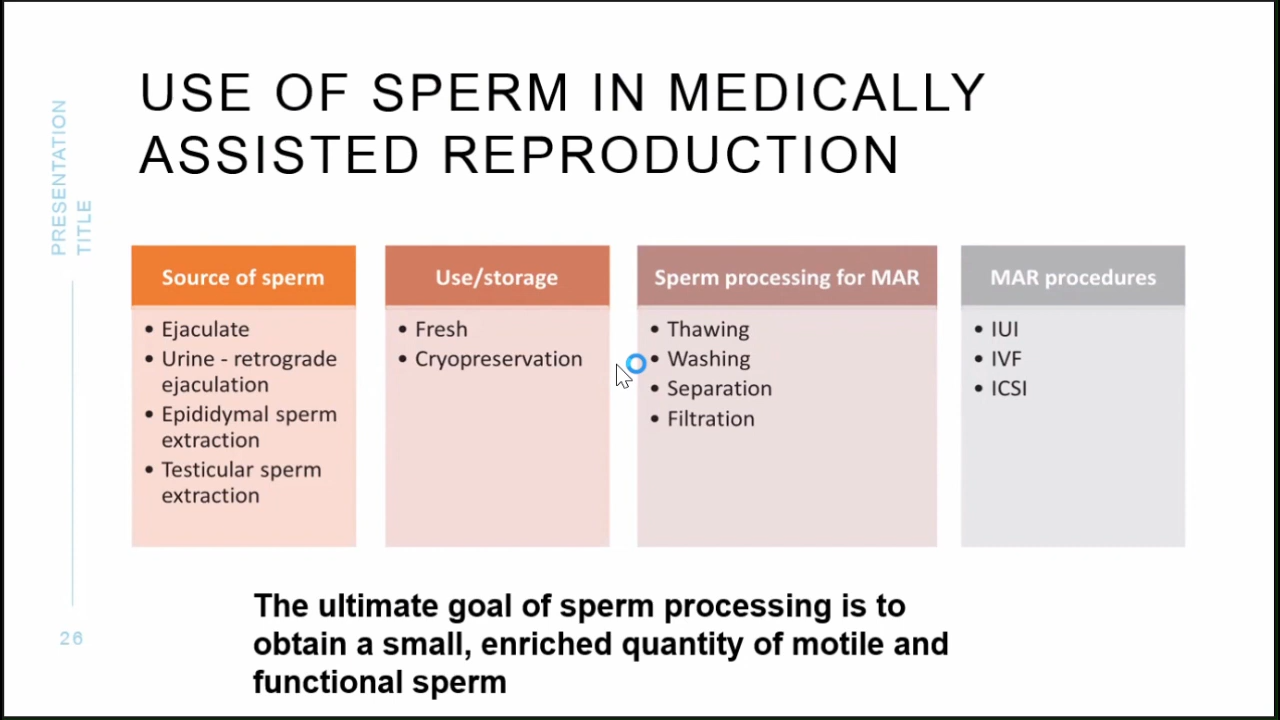 USE OF SPERM IN MEDICALLY
ASSISTED REPRODUCTION
PRESENTATION
TITLE
Source of sperm
• Ejaculate
• Urine - retrograde
ejaculation
• Epididymal sperm
extraction
• Testicular sperm
extraction
Use/storage
• Fresh
• Cryopreservation
Sperm processing for MAR
• Thawing
• Washing
• Separation
• Filtration
MAR procedures
• IUI
• IVF
• ICSI
The ultimate goal of sperm processing is to
obtain a small, enriched quantity of motile and
functional sperm
26